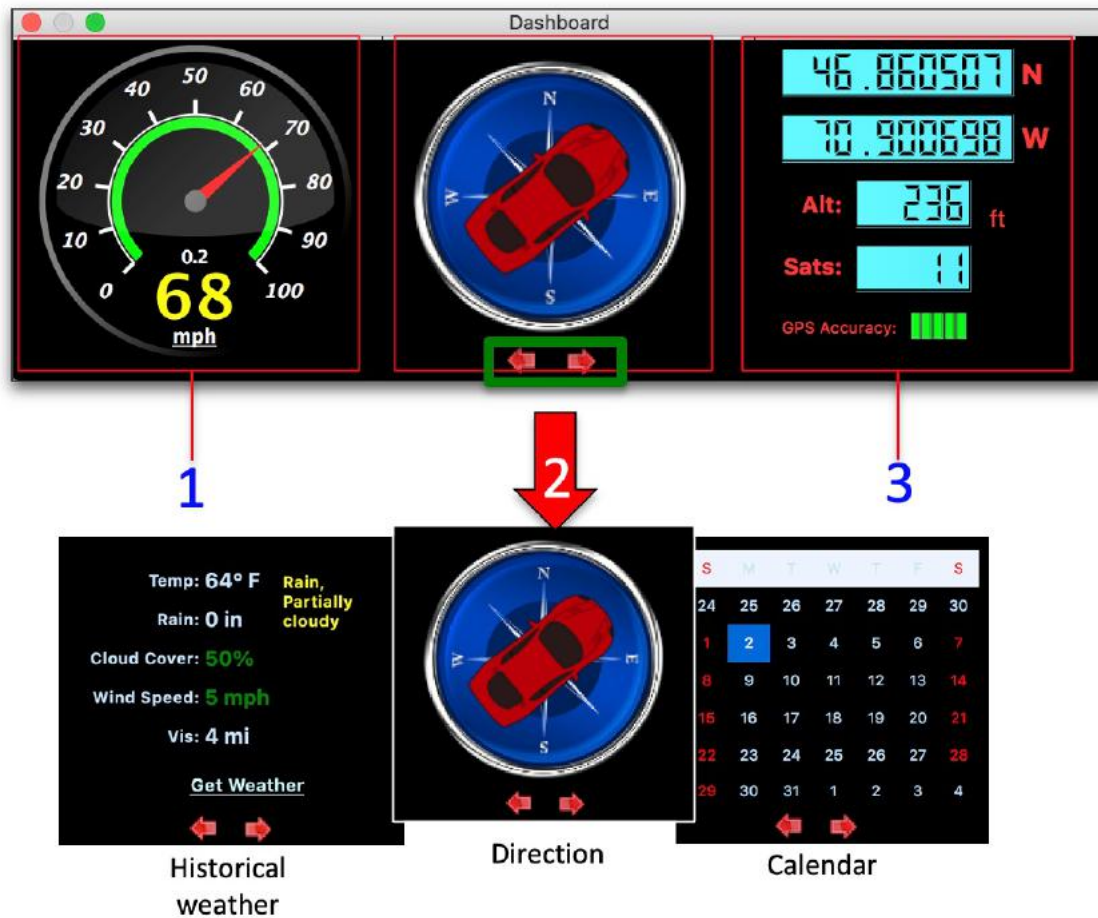 Dashboard
0
10
20
30
40
50
60
70
80
90
100
0.2
68
mph
N
E
S
W
46.860507 N
70.900698 W
Alt: 236 ft
Sats: 11
GPS Accuracy:
1
2
3
Temp: 64° F
Rain: 0 in
Cloud Cover: 50%
Wind Speed: 5 mph
Vis: 4 mi
Rain,
Partially
cloudy
Get Weather
Historical
weather
N
E
S
W
Direction
S M T W T F S
24 25 26 27 28 29 30
1 2 3 4 5 6 7
8 9 10 11 12 13 14
15 16 17 18 19 20 21
22 23 24 25 26 27 28
29 30 31 1 2 3 4
Calendar